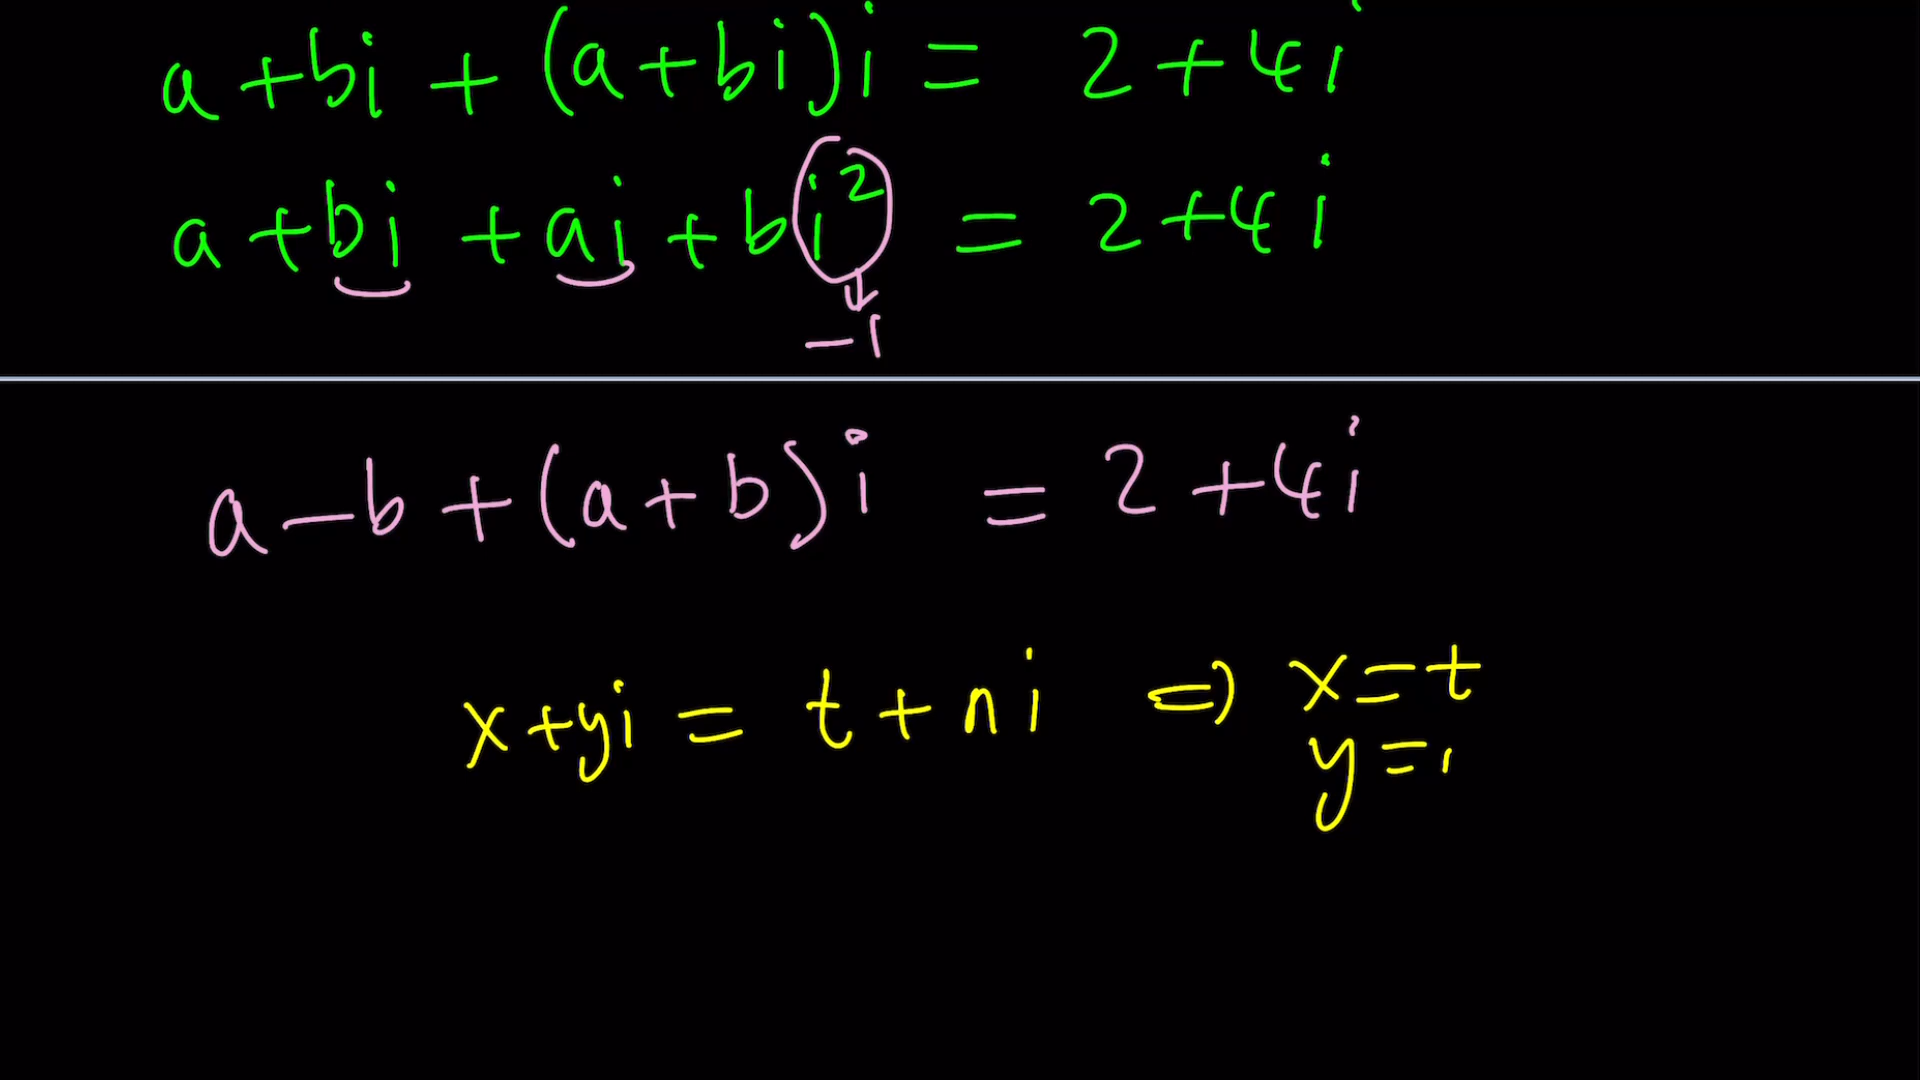 a + bi + (a + bi)i = 2 + 4i
a + bi + ai + bi² = 2 + 4i
-1
a - b + (a + b)i = 2 + 4i
x + yi = t + ni ⇒ x = t
y =